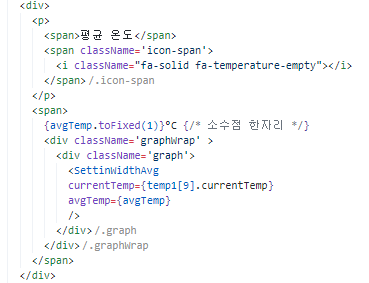 <div>
<p>
<span>평균 온도</span>
<span className='icon-span'>
<i className="fa-solid fa-temperature-empty"></i>
</span>/.icon-span
</p>
<span>
{avgTemp.toFixed(1)}°C {/* 소수점 한자리 */}
<div className='graphWrap' >
<div className='graph'>
<SettinWidthAvg
currentTemp={temp1[9].currentTemp}
avgTemp={avgTemp}
/>
</div>/.graph
</div>/.graphWrap
</span>
</div>